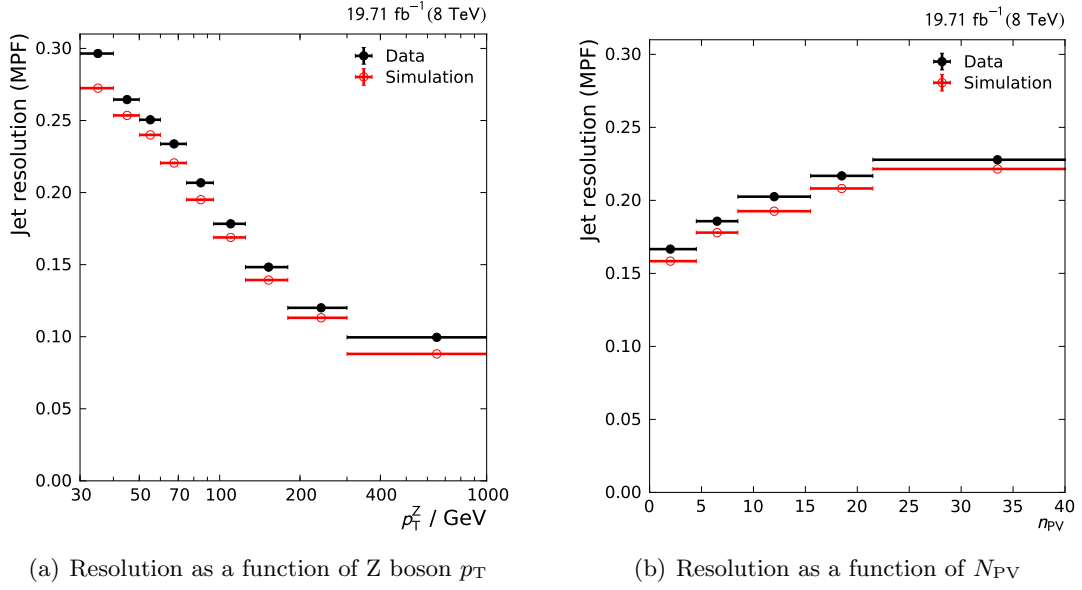 19.71 fb⁻¹ (8 TeV)
Jet resolution (MPF)
Data
Simulation
0.30
0.25
0.20
0.15
0.10
0.05
0.00
30 50 70 100 200 400 1000
p_T^Z / GeV
(a) Resolution as a function of Z boson p_T
19.71 fb⁻¹ (8 TeV)
Jet resolution (MPF)
Data
Simulation
0.30
0.25
0.20
0.15
0.10
0.05
0.00
0 5 10 15 20 25 30 35 40
n_PV
(b) Resolution as a function of N_PV